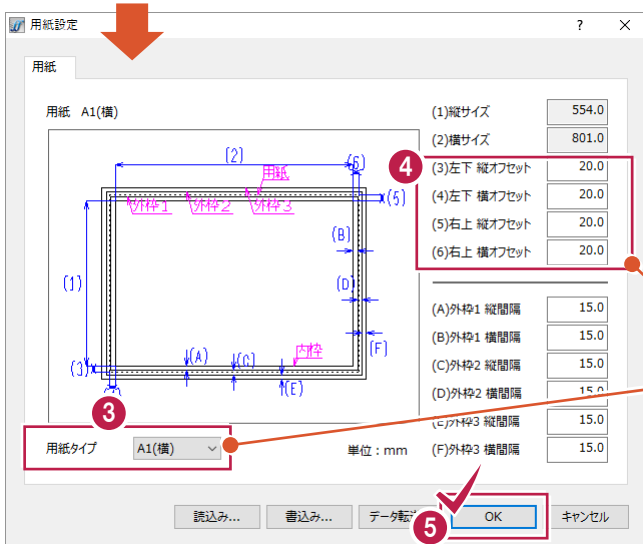 用紙設定
? ×
用紙
用紙 A1(横)
(1)縦サイズ 554.0
(2)横サイズ 801.0
4
(3)左下 縦オフセット 20.0
(4)左下 横オフセット 20.0
(5)右上 縦オフセット 20.0
(6)右上 横オフセット 20.0
(2)
(6)
用紙
外枠1 外枠2 外枠3
(5)
(B)
(1)
(D)
(F)
内枠
(A)
(C)
(3)
(E)
(A)外枠1 縦間隔 15.0
(B)外枠1 横間隔 15.0
(C)外枠2 縦間隔 15.0
(D)外枠2 横間隔 15.0
(E)外枠3 縦間隔 15.0
(F)外枠3 横間隔 15.0
3
用紙タイプ A1(横)
単位：mm
読込み... 書込み... データ転 OK キャンセル
5